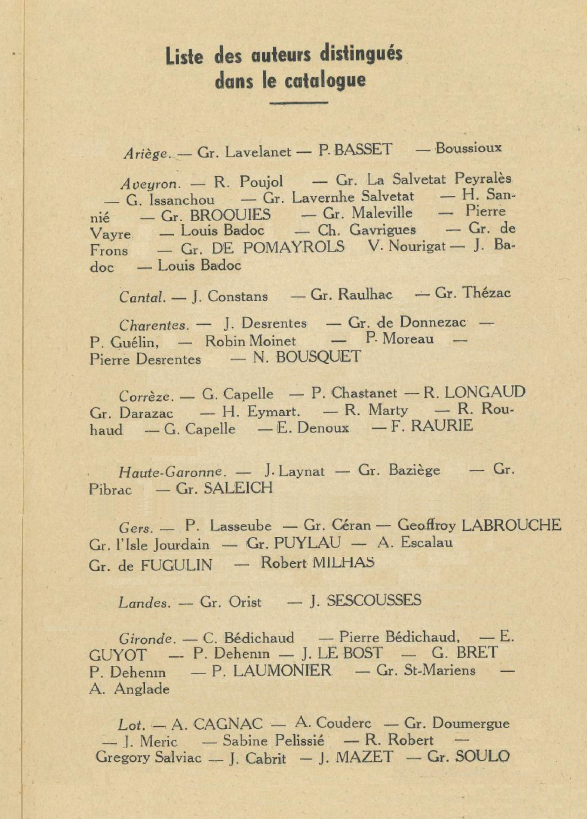 Liste des auteurs distingués
dans le catalogue
Ariège. — Gr. Lavelanet — P. BASSET — Boussioux
Aveyron. — R. Poujol — Gr. La Salvetat Peyralès
— G. Issanchou — Gr. Lavernhe Salvetat — H. San-
nié — Gr. BROQUIES — Gr. Maleville — Pierre
Vayre — Louis Badoc — Ch. Gavrigues — Gr. de
Frons — Gr. DE POMAYROLS V. Nourigat — J. Ba-
doc — Louis Badoc
Cantal. — J. Constans — Gr. Raulhac — Gr. Thézac
Charentes. — J. Desrentes — Gr. de Donnezac —
P. Guélin, — Robin Moinet — P. Moreau —
Pierre Desrentes — N. BOUSQUET
Corrèze. — G. Capelle — P. Chastanet — R. LONGAUD
Gr. Darazac — H. Eymart. — R. Marty — R. Rou-
haud — G. Capelle — E. Denoux — F. RAURIE
Haute-Garonne. — J. Laynat — Gr. Baziège — Gr.
Pibrac — Gr. SALEICH
Gers. — P. Lasseube — Gr. Céran — Geoffroy LABROUCHE
Gr. l'Isle Jourdain — Gr. PUYLAU — A. Escalau
Gr. de FUGULIN — Robert MILHAS
Landes. — Gr. Orist — J. SESCOUSSES
Gironde. — C. Bédichaud — Pierre Bédichaud, — E.
GUYOT — P. Dehenin — J. LE BOST — G. BRET
P. Dehenin — P. LAUMONIER — Gr. St-Mariens —
A. Anglade
Lot. — A. CAGNAC — A. Couderc — Gr. Doumergue
— J. Meric — Sabine Pelissié — R. Robert —
Gregory Salviac — J. Cabrit — J. MAZET — Gr. SOULO